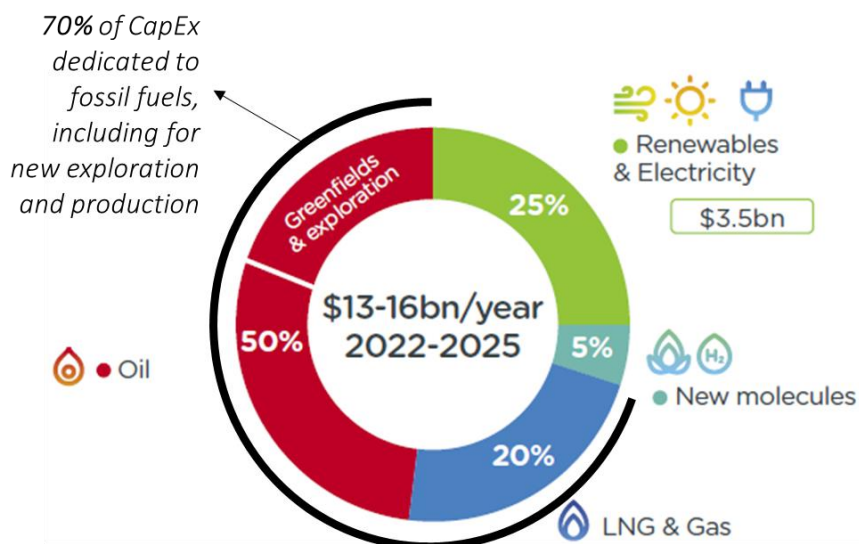 70% of CapEx
dedicated to
fossil fuels,
including for
new exploration
and production
Greenfields
& exploration
25%
Renewables
& Electricity
$3.5bn
$13-16bn/year
2022-2025
50%
Oil
5%
H2
New molecules
20%
LNG & Gas